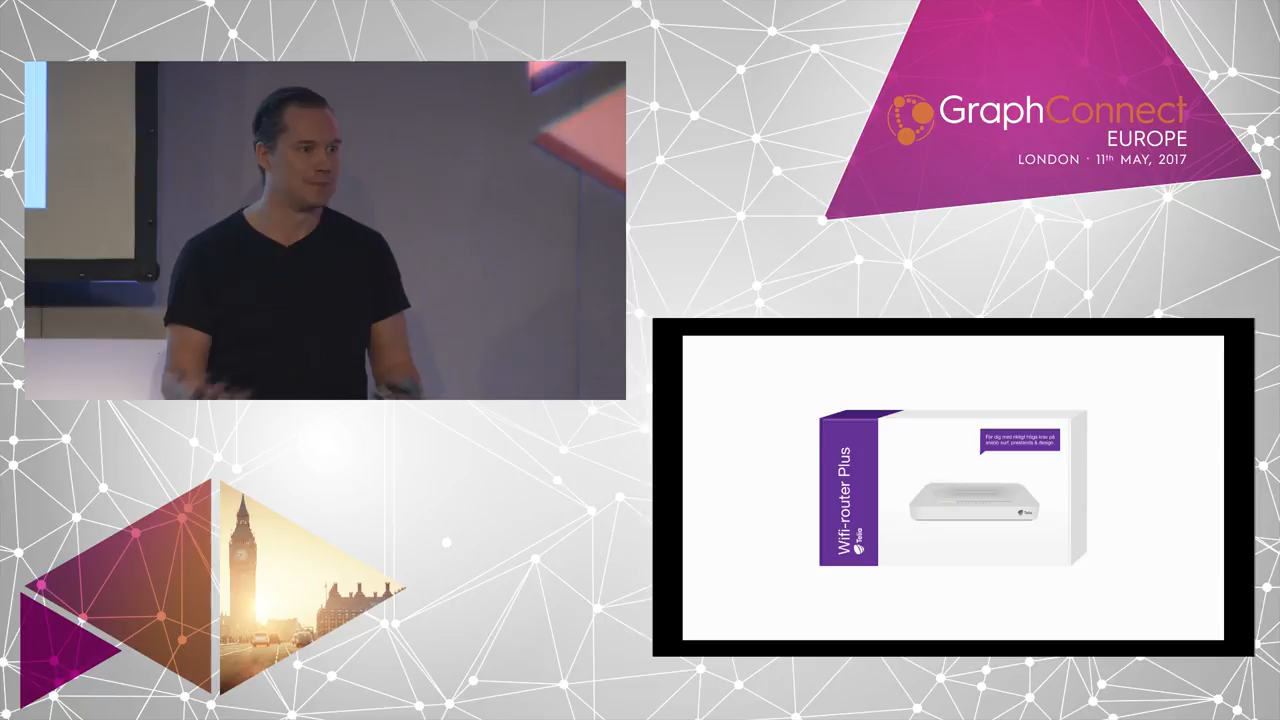 GraphConnect
EUROPE
LONDON · 11th MAY, 2017
För dig med riktigt höga krav på
snabb surf, prestanda & design.
Wifi-router Plus
Telia
Telia